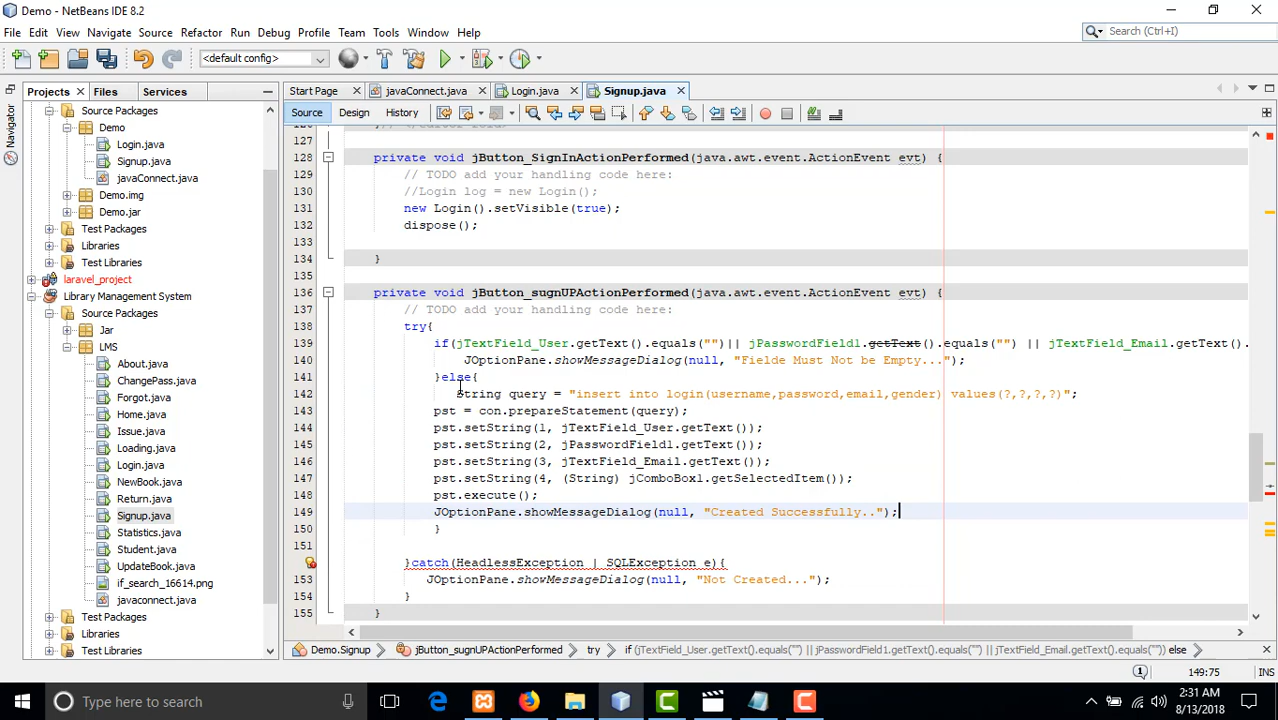 Demo - NetBeans IDE 8.2
File Edit View Navigate Source Refactor Run Debug Profile Team Tools Window Help
Search (Ctrl+I)
<default config>
Projects Files Services
Start Page javaConnect.java Login.java Signup.java
Source Design History
Navigator
Source Packages
Demo
Login.java
Signup.java
javaConnect.java
Demo.img
Demo.jar
Test Packages
Libraries
Test Libraries
laravel_project
Library Management System
Source Packages
Jar
LMS
About.java
ChangePass.java
Forgot.java
Home.java
Issue.java
Loading.java
Login.java
NewBook.java
Return.java
Signup.java
Statistics.java
Student.java
UpdateBook.java
if_search_16614.png
javaconnect.java
Test Packages
Libraries
Test Libraries
127
128 private void jButton_SignInActionPerformed(java.awt.event.ActionEvent evt) {
129 // TODO add your handling code here:
130 //Login log = new Login();
131 new Login().setVisible(true);
132 dispose();
133
134 }
135
136 private void jButton_sugnUPActionPerformed(java.awt.event.ActionEvent evt) {
137 // TODO add your handling code here:
138 try{
139 if(jTextField_User.getText().equals("")|| jPasswordField1.getText().equals("") || jTextField_Email.getText().
140 JOptionPane.showMessageDialog(null, "Fielde Must Not be Empty...");
141 }else{
142 String query = "insert into login(username,password,email,gender) values(?,?,?,?)";
143 pst = con.prepareStatement(query);
144 pst.setString(1, jTextField_User.getText());
145 pst.setString(2, jPasswordField1.getText());
146 pst.setString(3, jTextField_Email.getText());
147 pst.setString(4, (String) jComboBox1.getSelectedItem());
148 pst.execute();
149 JOptionPane.showMessageDialog(null, "Created Successfully..");
150 }
151
}catch(HeadlessException | SQLException e){
153 JOptionPane.showMessageDialog(null, "Not Created...");
154 }
155 }
Demo.Signup jButton_sugnUPActionPerformed try if (jTextField_User.getText().equals("") || jPasswordField1.getText().equals("") || jTextField_Email.getText().equals("")) else
149:75
Type here to search
2:31 AM
8/13/2018